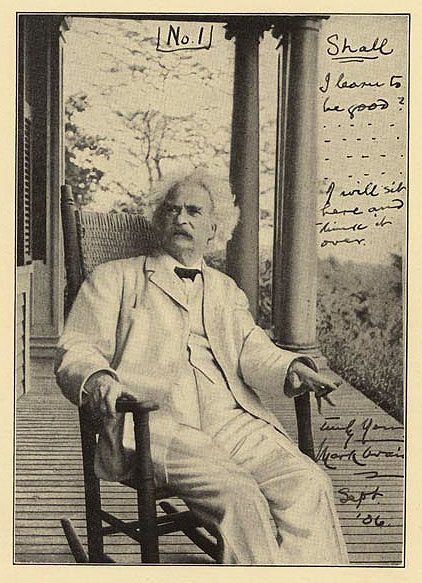 No. 1
Shall
I learn to
be good?
. . . . .
. . . . .
. . . . .
. . . . .
I will sit
here and
think it
over.
Truly Yours
Mark Twain
Sept
'06.